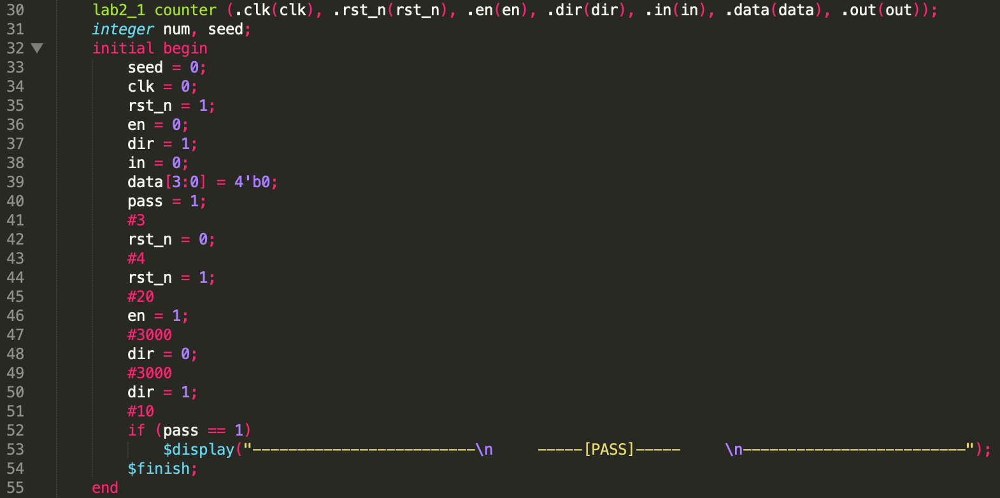 30 lab2_1 counter (.clk(clk), .rst_n(rst_n), .en(en), .dir(dir), .in(in), .data(data), .out(out));
31 integer num, seed;
32 initial begin
33 seed = 0;
34 clk = 0;
35 rst_n = 1;
36 en = 0;
37 dir = 1;
38 in = 0;
39 data[3:0] = 4'b0;
40 pass = 1;
41 #3
42 rst_n = 0;
43 #4
44 rst_n = 1;
45 #20
46 en = 1;
47 #3000
48 dir = 0;
49 #3000
50 dir = 1;
51 #10
52 if (pass == 1)
53 $display("-------------------------\n     -----[PASS]-----     \n-------------------------");
54 $finish;
55 end